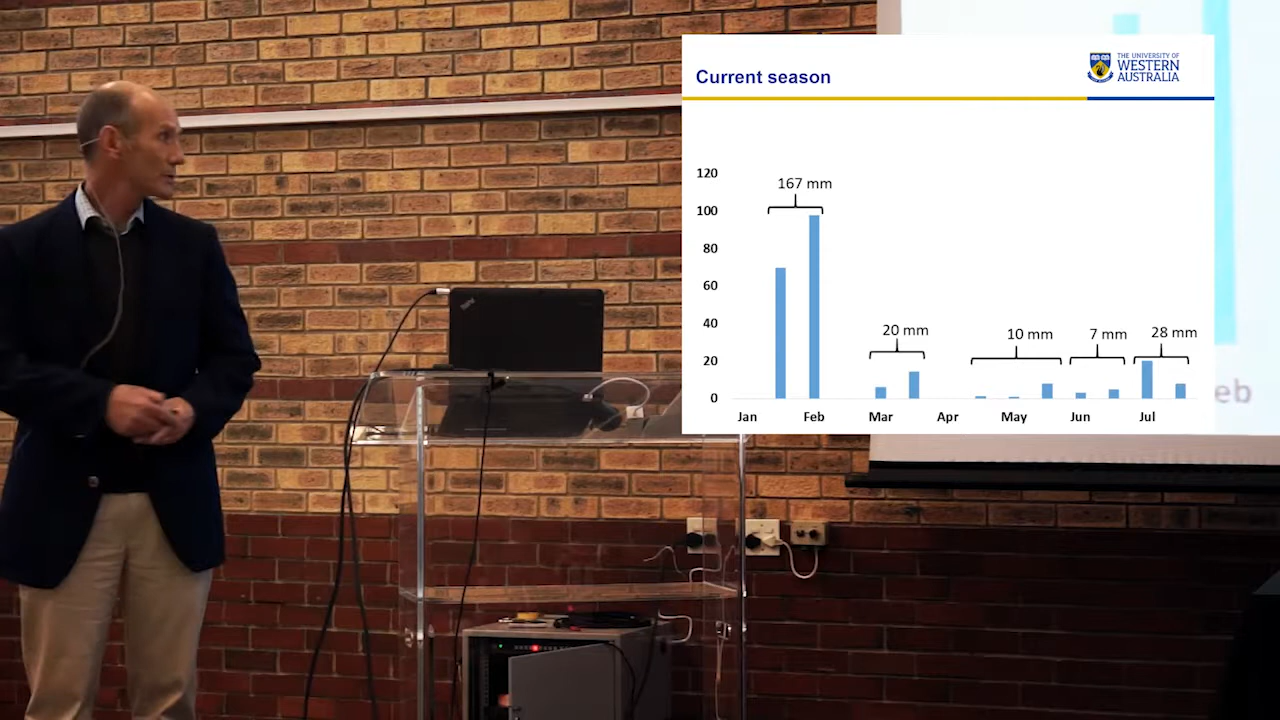 Current season
THE UNIVERSITY OF
WESTERN
AUSTRALIA
120
100
80
60
40
20
0
167 mm
20 mm
10 mm
7 mm
28 mm
Jan
Feb
Mar
Apr
May
Jun
Jul
eb
ThinkPad